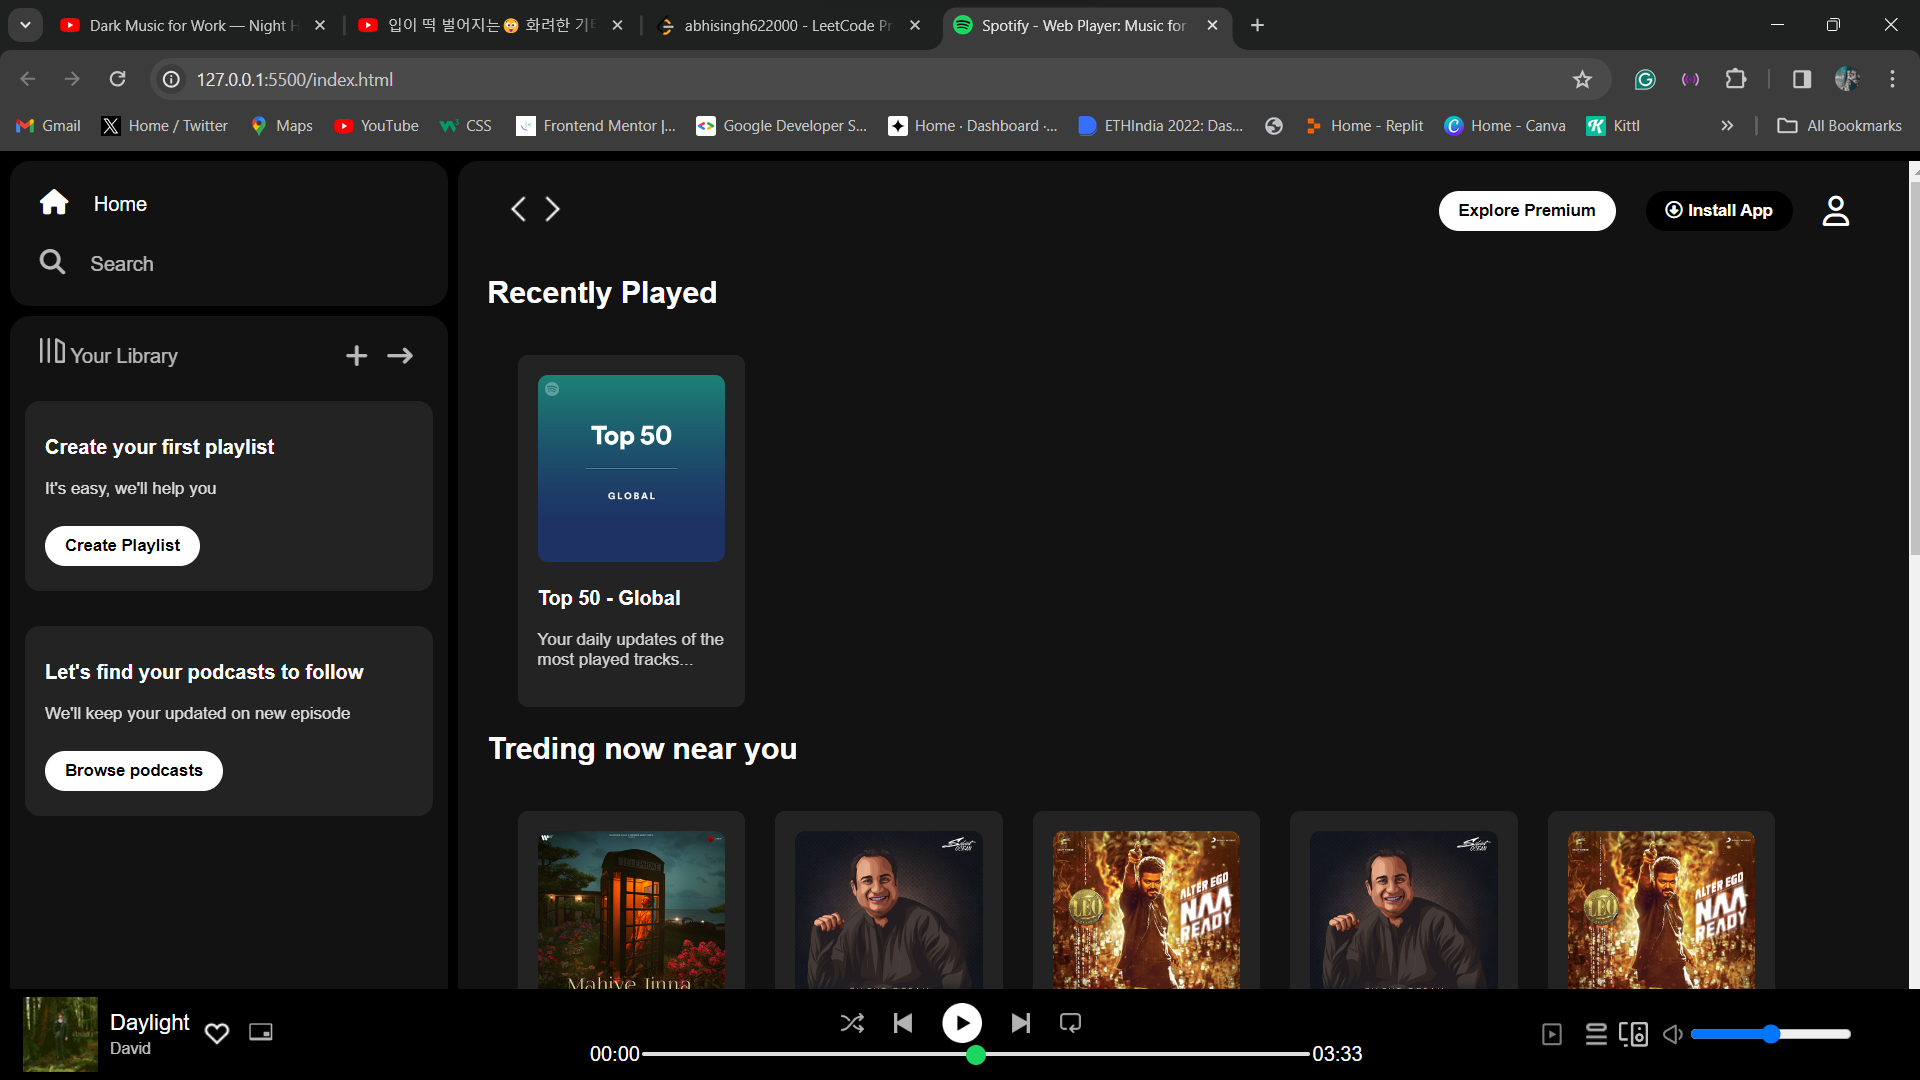 Dark Music for Work — Night H
입이 떡 벌어지는😳 화려한 기타
abhisingh622000 - LeetCode Pr
Spotify - Web Player: Music for
127.0.0.1:5500/index.html
Gmail
Home / Twitter
Maps
YouTube
CSS
Frontend Mentor |...
Google Developer S...
Home · Dashboard ·...
ETHIndia 2022: Das...
Home - Replit
Home - Canva
Kittl
All Bookmarks
Home
Search
Your Library
Create your first playlist
It's easy, we'll help you
Create Playlist
Let's find your podcasts to follow
We'll keep your updated on new episode
Browse podcasts
Explore Premium
Install App
Recently Played
Top 50
GLOBAL
Top 50 - Global
Your daily updates of the
most played tracks...
Treding now near you
Mahiye Jinna
LEO
ALTER EGO
NAA
READY
LEO
ALTER EGO
NAA
READY
Daylight
David
00:00
03:33